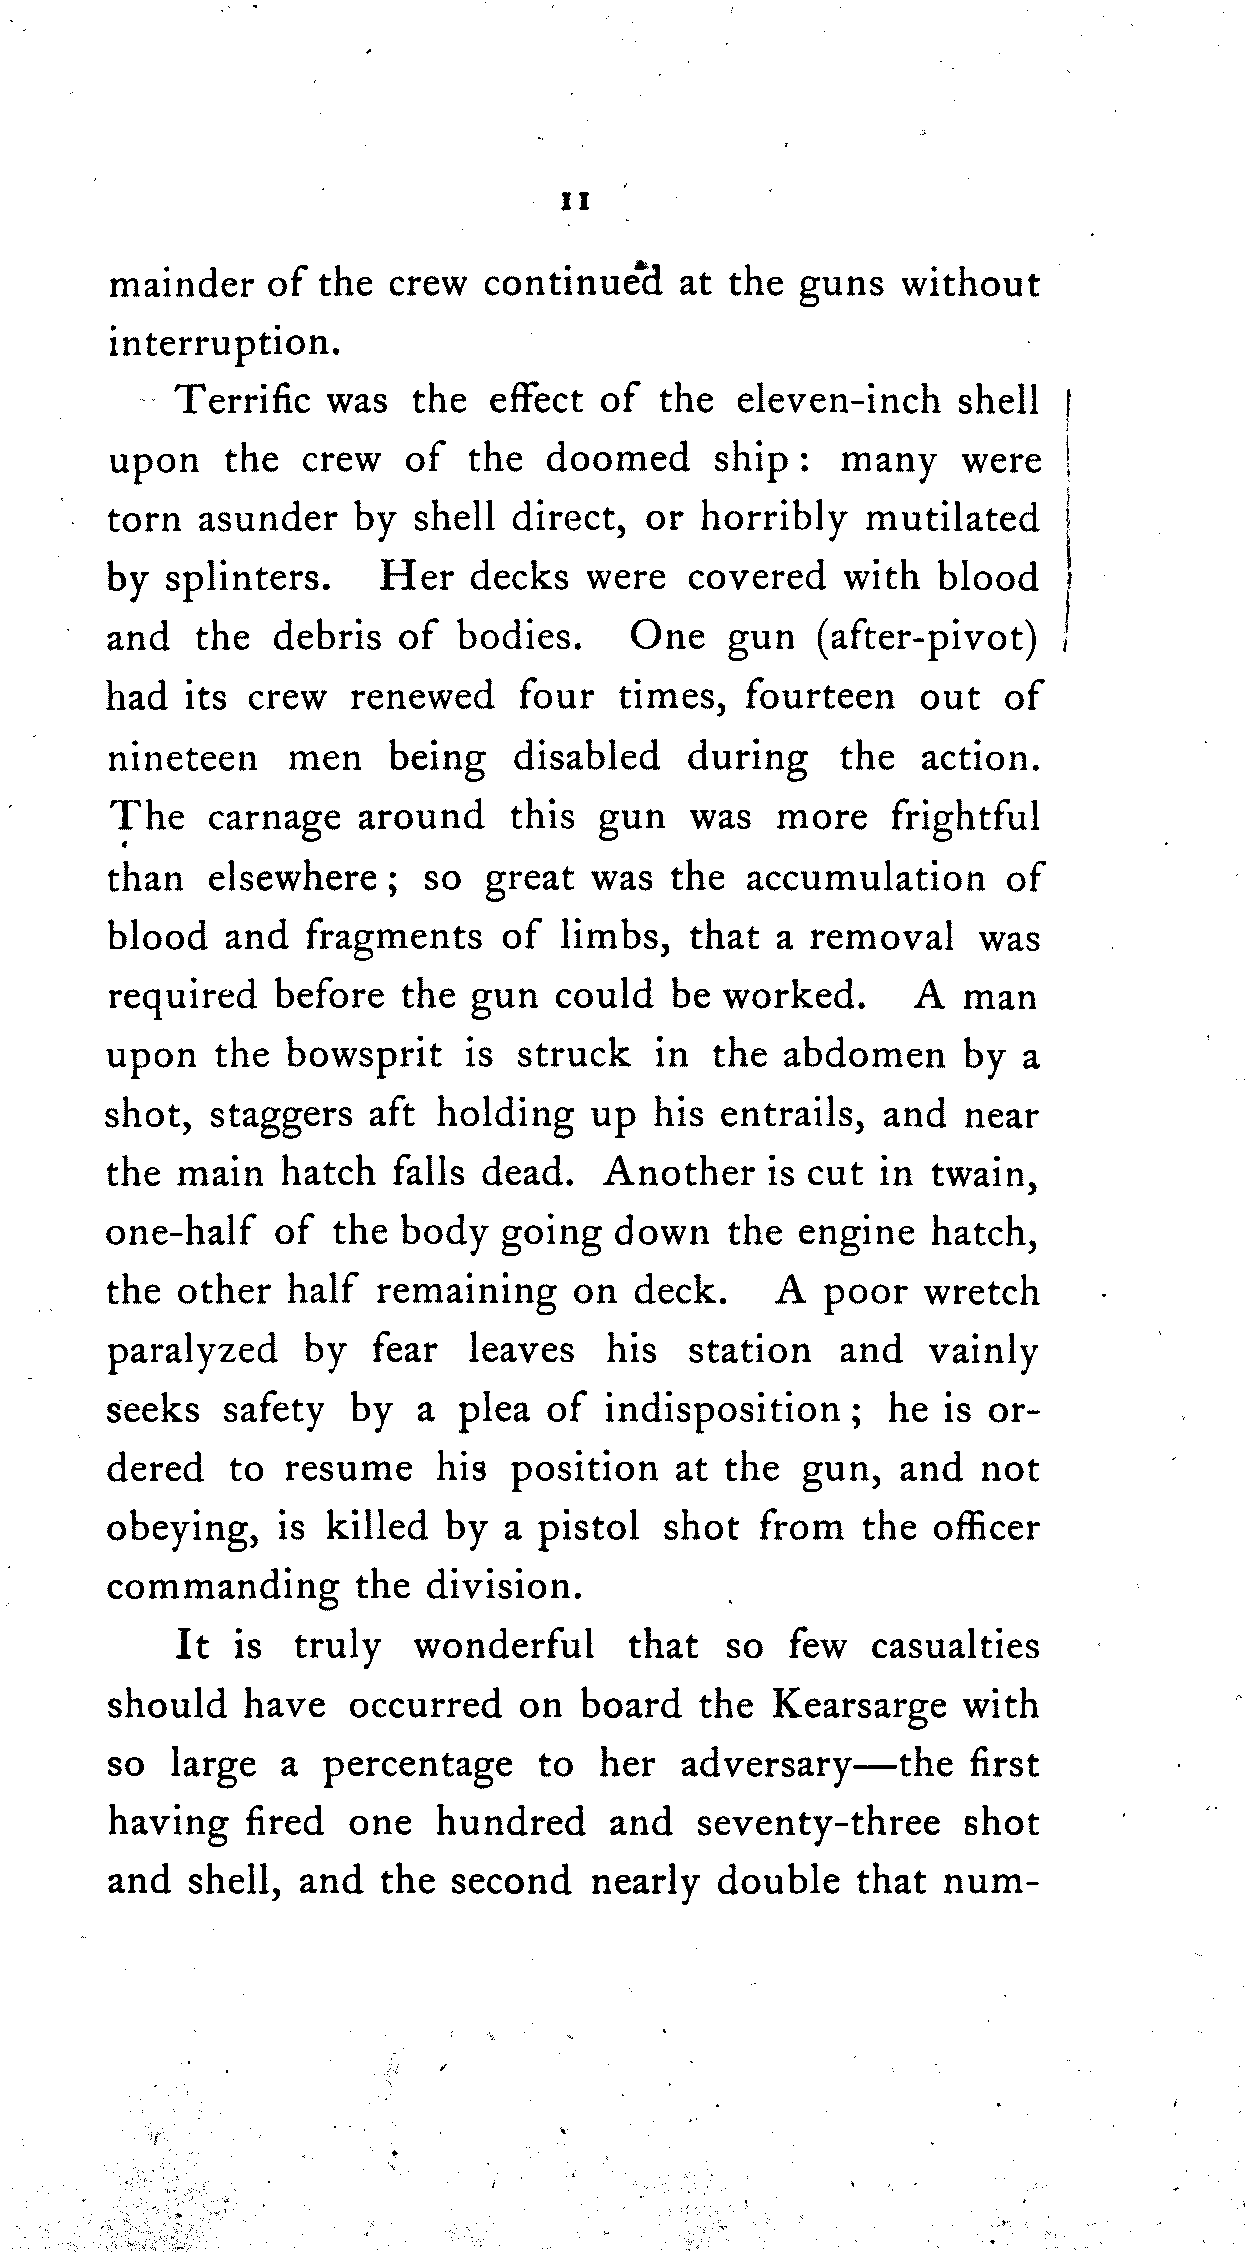 11
mainder of the crew continued at the guns without
interruption.
Terrific was the effect of the eleven-inch shell
upon the crew of the doomed ship : many were
torn asunder by shell direct, or horribly mutilated
by splinters. Her decks were covered with blood
and the debris of bodies. One gun (after-pivot)
had its crew renewed four times, fourteen out of
nineteen men being disabled during the action.
The carnage around this gun was more frightful
than elsewhere ; so great was the accumulation of
blood and fragments of limbs, that a removal was
required before the gun could be worked. A man
upon the bowsprit is struck in the abdomen by a
shot, staggers aft holding up his entrails, and near
the main hatch falls dead. Another is cut in twain,
one-half of the body going down the engine hatch,
the other half remaining on deck. A poor wretch
paralyzed by fear leaves his station and vainly
seeks safety by a plea of indisposition ; he is or-
dered to resume his position at the gun, and not
obeying, is killed by a pistol shot from the officer
commanding the division.
It is truly wonderful that so few casualties
should have occurred on board the Kearsarge with
so large a percentage to her adversary—the first
having fired one hundred and seventy-three shot
and shell, and the second nearly double that num-